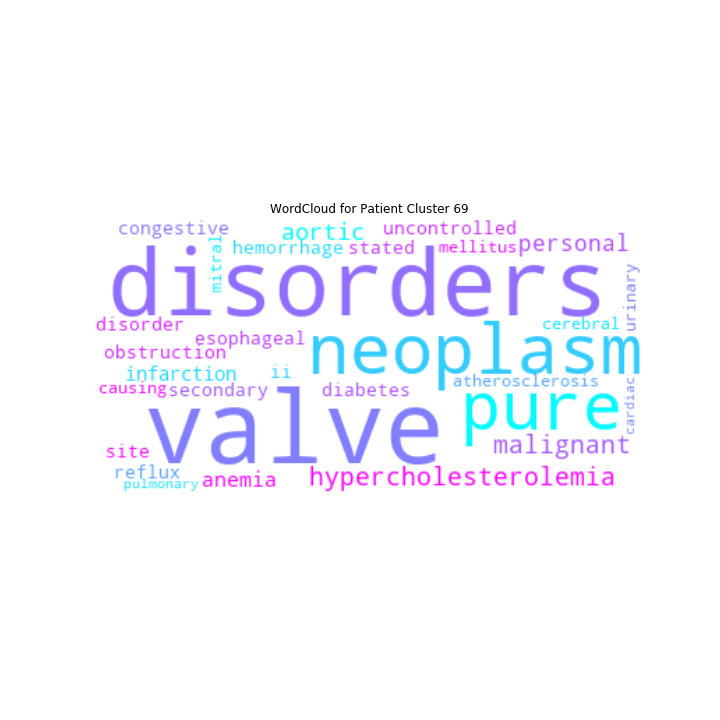 WordCloud for Patient Cluster 69
congestive
aortic
uncontrolled
mitral
hemorrhage
stated
mellitus
personal
disorders
urinary
disorder
cerebral
esophageal
neoplasm
obstruction
infarction
ii
atherosclerosis
causing
secondary
diabetes
cardiac
valve
pure
malignant
site
reflux
pulmonary
anemia
hypercholesterolemia